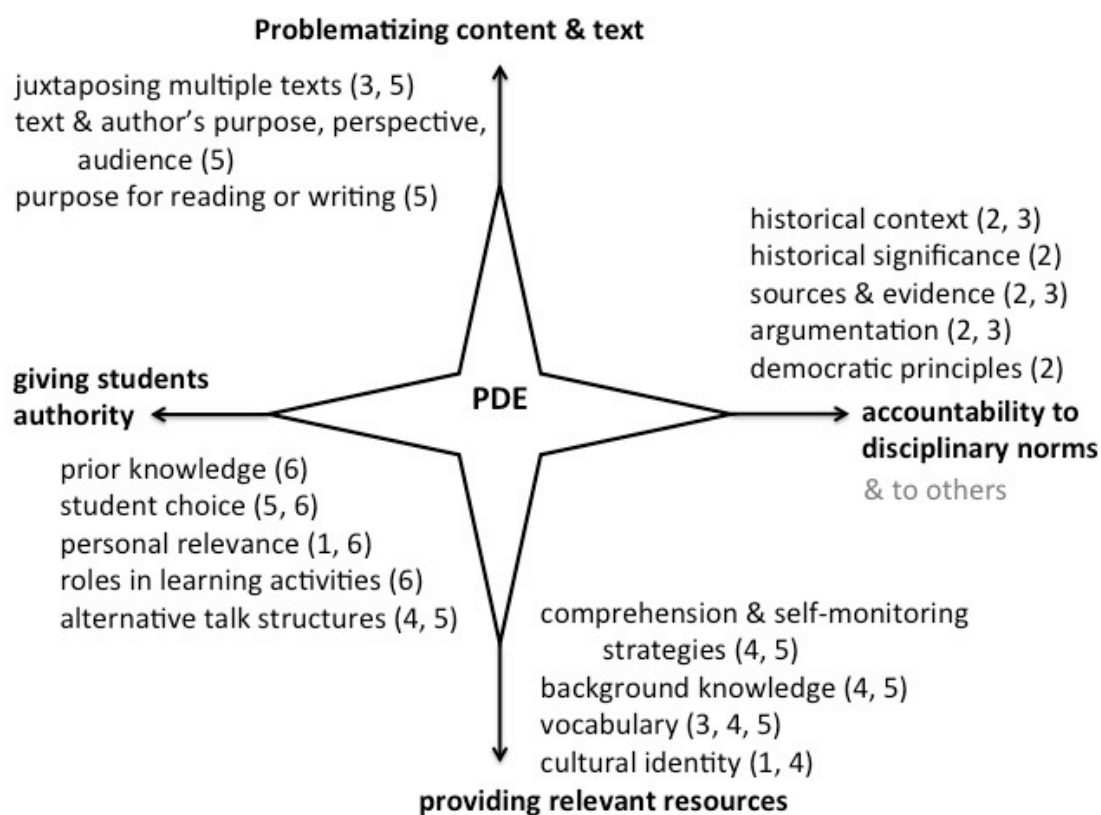 Problematizing content & text
juxtaposing multiple texts (3, 5)
text & author's purpose, perspective,
audience (5)
purpose for reading or writing (5)
historical context (2, 3)
historical significance (2)
sources & evidence (2, 3)
argumentation (2, 3)
democratic principles (2)
giving students
authority
PDE
accountability to
disciplinary norms
& to others
prior knowledge (6)
student choice (5, 6)
personal relevance (1, 6)
roles in learning activities (6)
alternative talk structures (4, 5)
comprehension & self-monitoring
strategies (4, 5)
background knowledge (4, 5)
vocabulary (3, 4, 5)
cultural identity (1, 4)
providing relevant resources